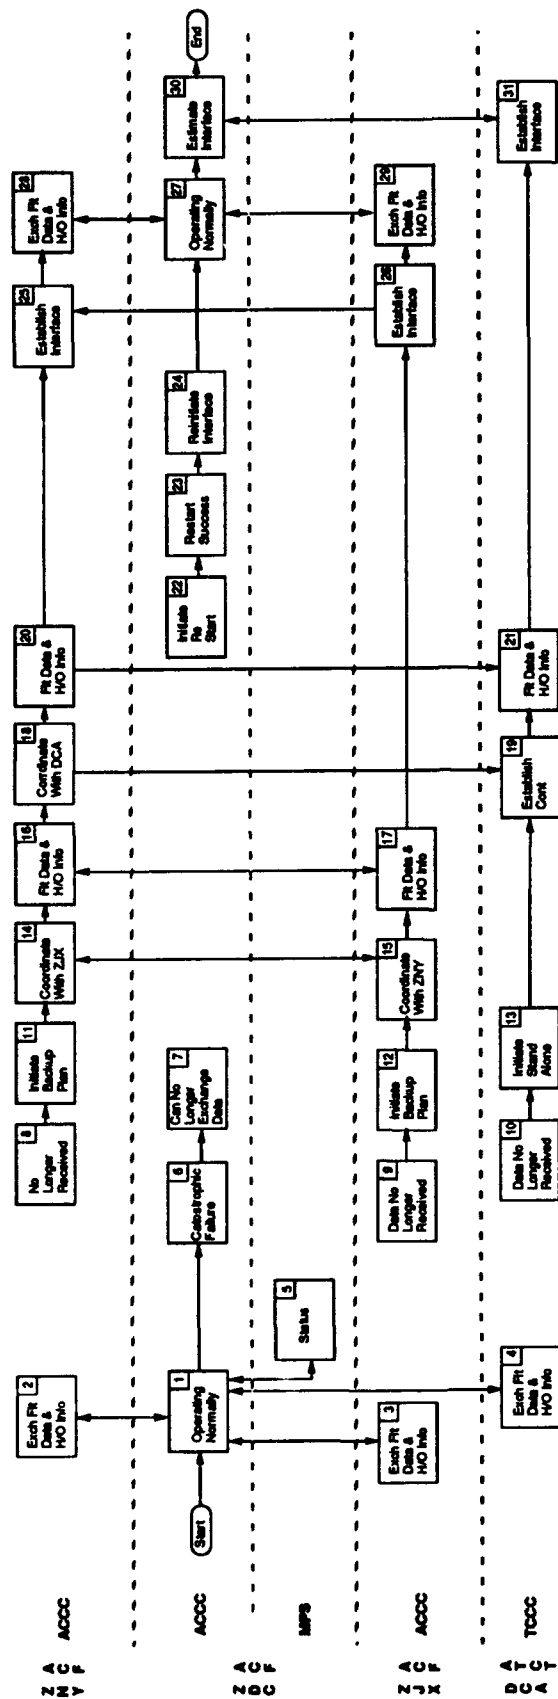 ZNY
ACF
ACCC
2
Exch Flt
Data &
H/O Info
8
No
Longer
Received
11
Initiate
Backup
Plan
14
Coordinate
With ZJX
16
Flt Data &
H/O Info
18
Corrdinate
With DCA
20
Flt Data &
H/O Info
25
Establish
Interface
28
Exch Flt
Data &
H/O Info
ZDC
ACF
ACCC
Start
1
Operating
Normally
6
Catostrophic
Failure
7
Can No
Longer
Exchange
Data
22
Initiate
Re
Start
23
Restart
Success
24
Reinitiate
Interface
27
Operating
Normally
30
Estimate
Interface
End
MPS
5
Status
ZJX
ACF
ACCC
3
Exch Flt
Data &
H/O Info
9
Data No
Longer
Received
12
Initiate
Backup
Plan
15
Coordinate
With ZNY
17
Flt Data &
H/O Info
26
Establish
Interface
29
Exch Flt
Data &
H/O Info
DCA
ATCT
TCCC
4
Exch Flt
Data &
H/O Info
10
Data No
Longer
Received
13
Initiate
Stand
Alone
19
Establish
Cont
21
Flt Data &
H/O Info
31
Establish
Interface